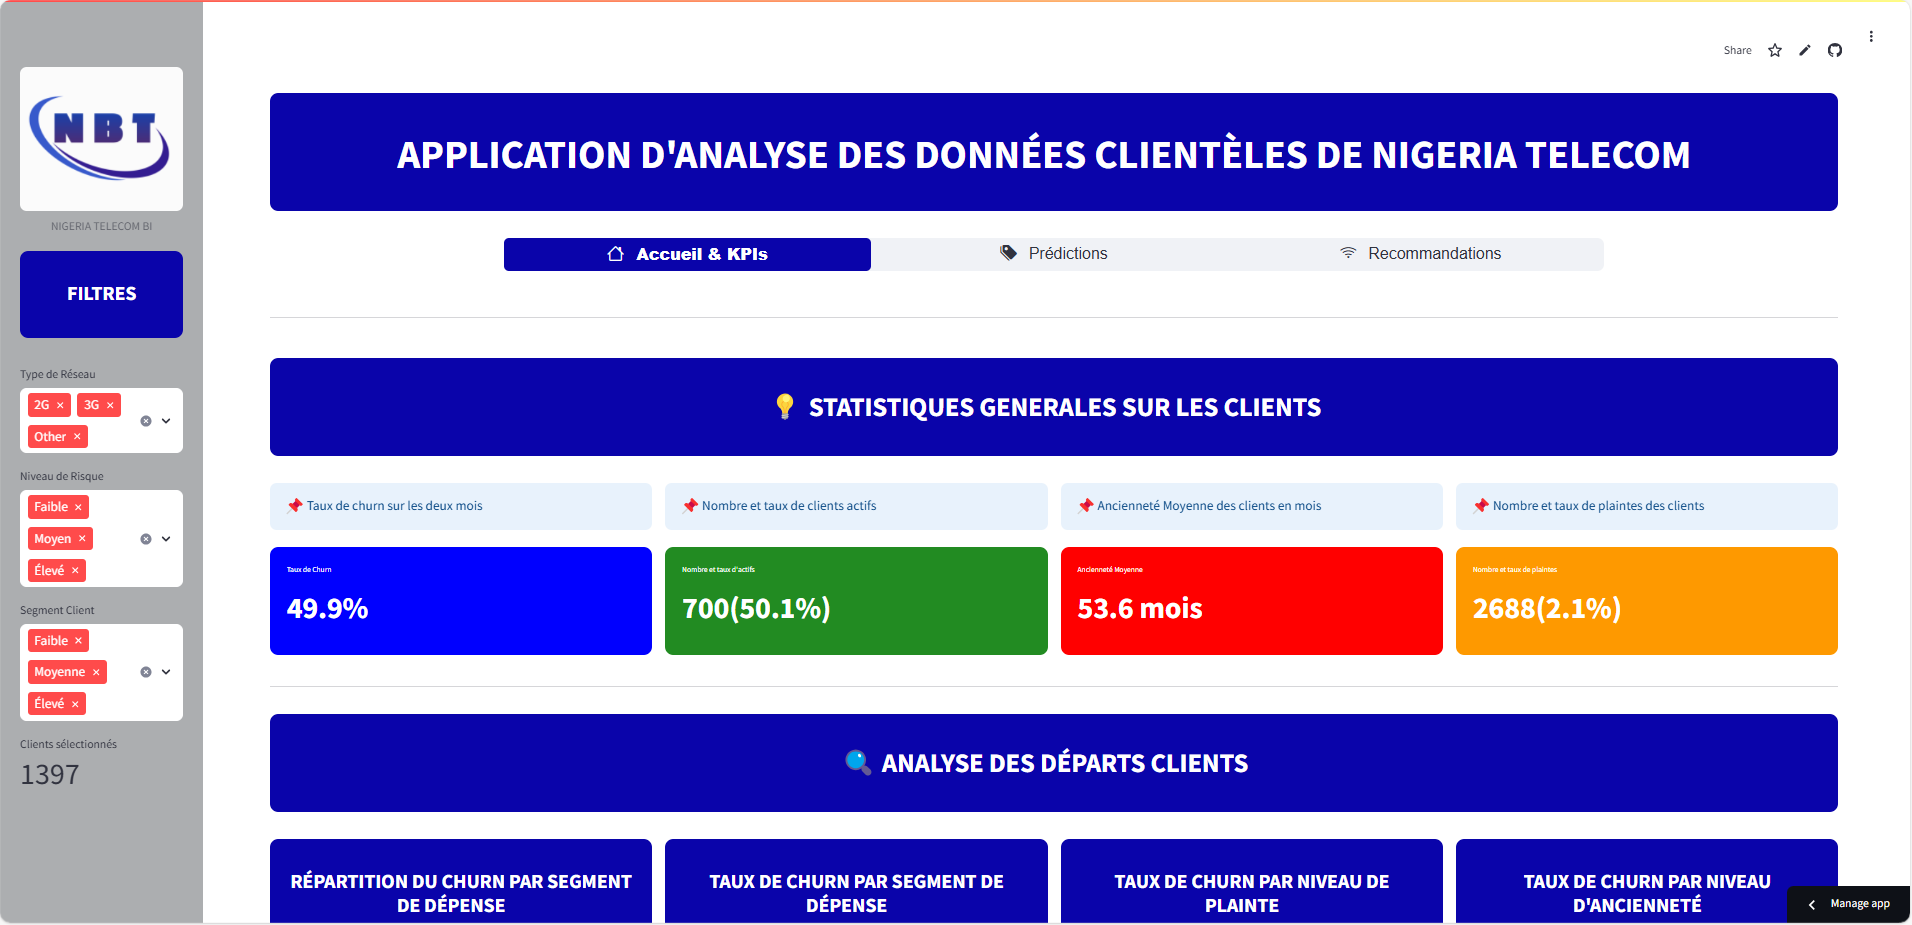 Share
NBT
NIGERIA TELECOM BI
FILTRES
Type de Réseau
2G × 3G ×
Other ×
Niveau de Risque
Faible ×
Moyen ×
Élevé ×
Segment Client
Faible ×
Moyenne ×
Élevé ×
Clients sélectionnés
1397
APPLICATION D'ANALYSE DES DONNÉES CLIENTÈLES DE NIGERIA TELECOM
Accueil & KPIs
Prédictions
Recommandations
STATISTIQUES GENERALES SUR LES CLIENTS
Taux de churn sur les deux mois
Nombre et taux de clients actifs
Ancienneté Moyenne des clients en mois
Nombre et taux de plaintes des clients
Taux de Churn
49.9%
Nombre et taux d'actifs
700(50.1%)
Ancienneté Moyenne
53.6 mois
Nombre et taux de plaintes
2688(2.1%)
ANALYSE DES DÉPARTS CLIENTS
RÉPARTITION DU CHURN PAR SEGMENT
DE DÉPENSE
TAUX DE CHURN PAR SEGMENT DE
DÉPENSE
TAUX DE CHURN PAR NIVEAU DE
PLAINTE
TAUX DE CHURN PAR NIVEAU
D'ANCIENNETÉ
Manage app